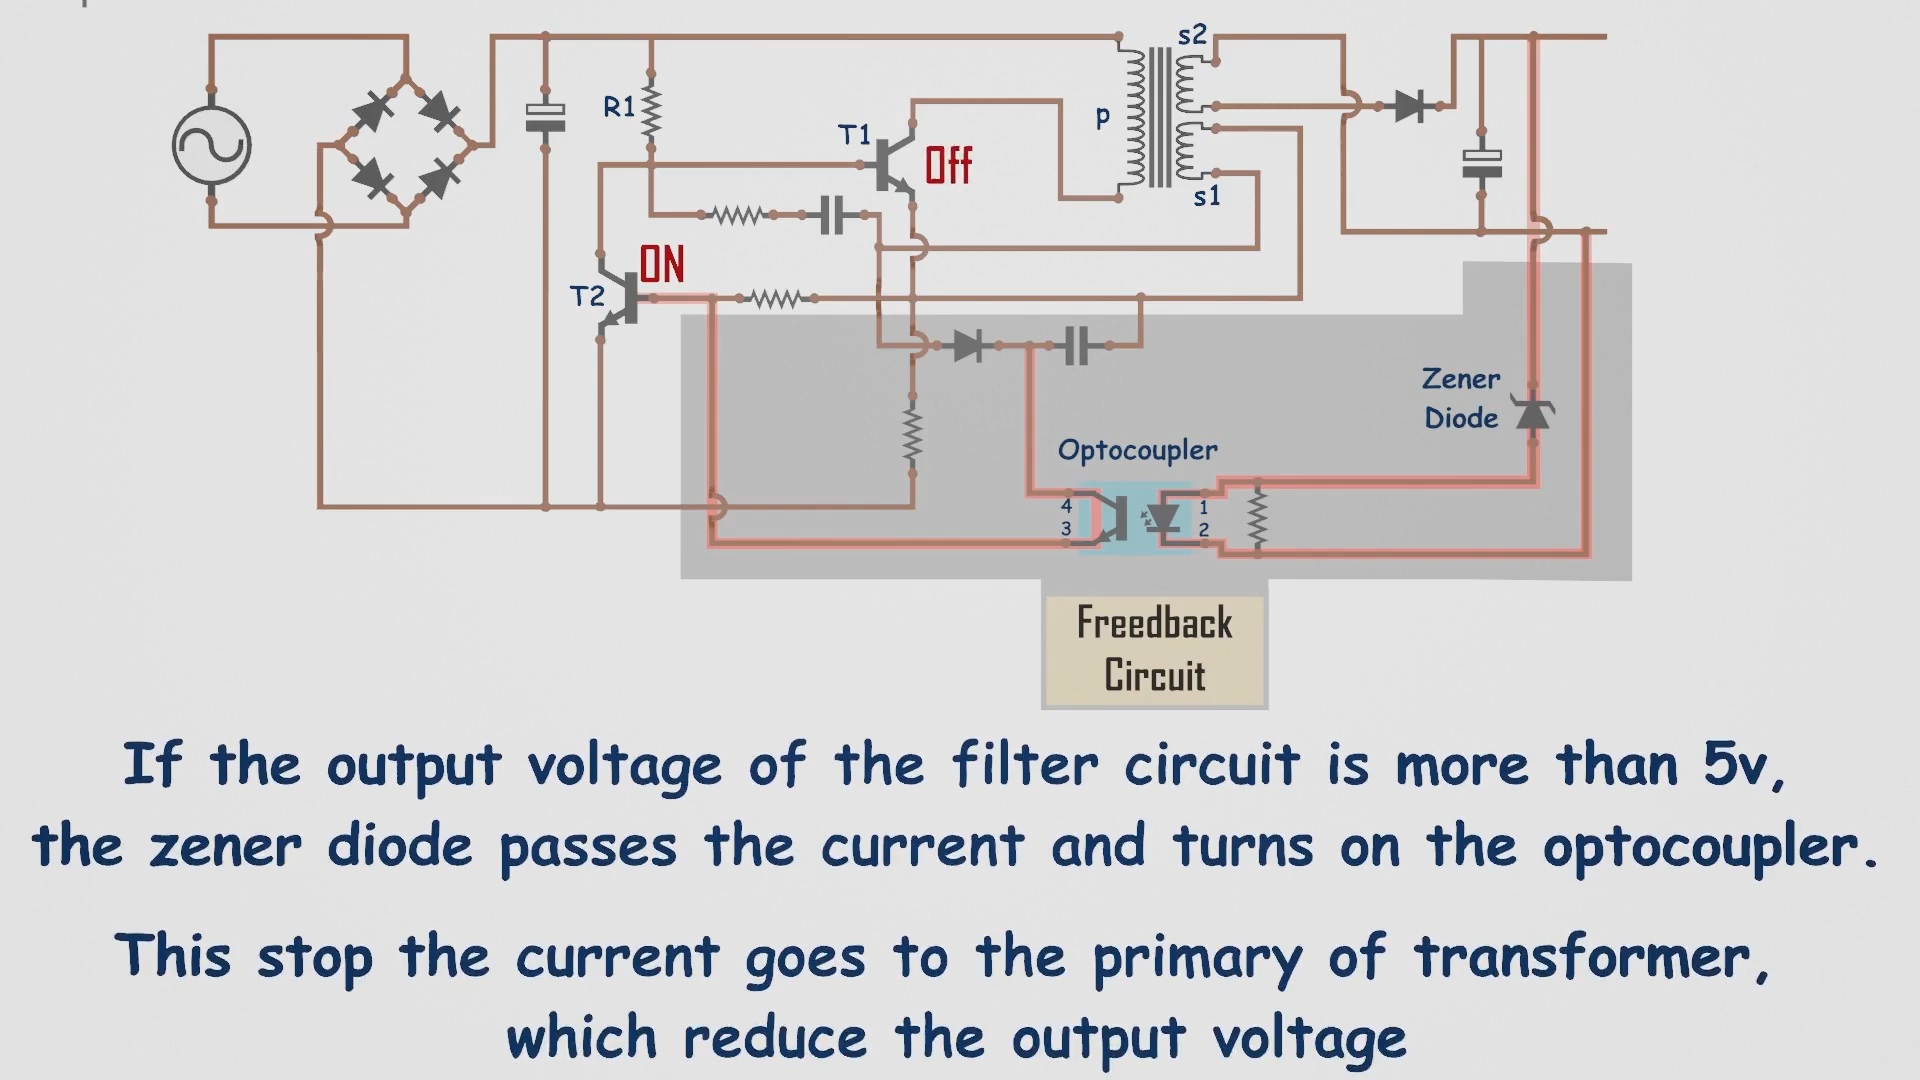 s2
R1
p
T1
Off
s1
ON
T2
Zener
Diode
Optocoupler
4
1
3
2
Freedback
Circuit
If the output voltage of the filter circuit is more than 5v,
the zener diode passes the current and turns on the optocoupler.
This stop the current goes to the primary of transformer,
which reduce the output voltage